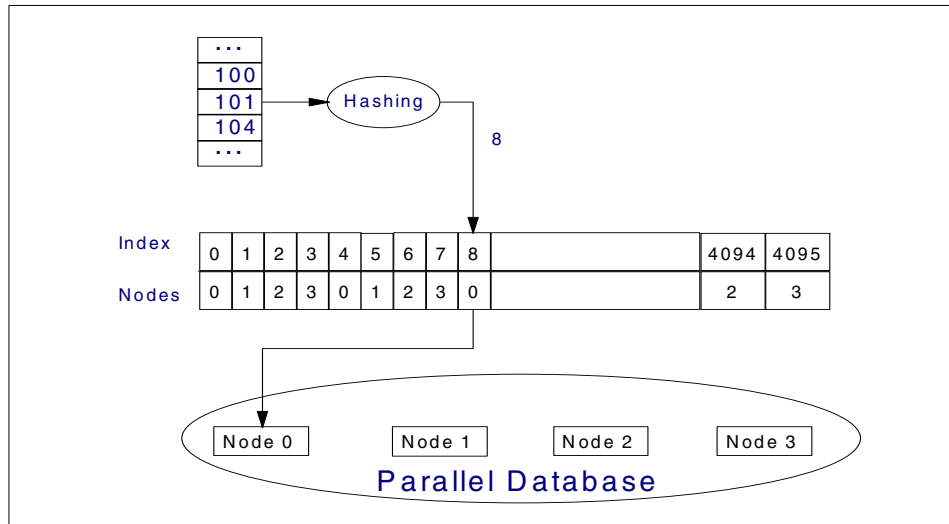 ...
100
101
104
...
Hashing
8
Index
0 1 2 3 4 5 6 7 8 4094 4095
Nodes
0 1 2 3 0 1 2 3 0 2 3
Node 0
Node 1
Node 2
Node 3
Parallel Database